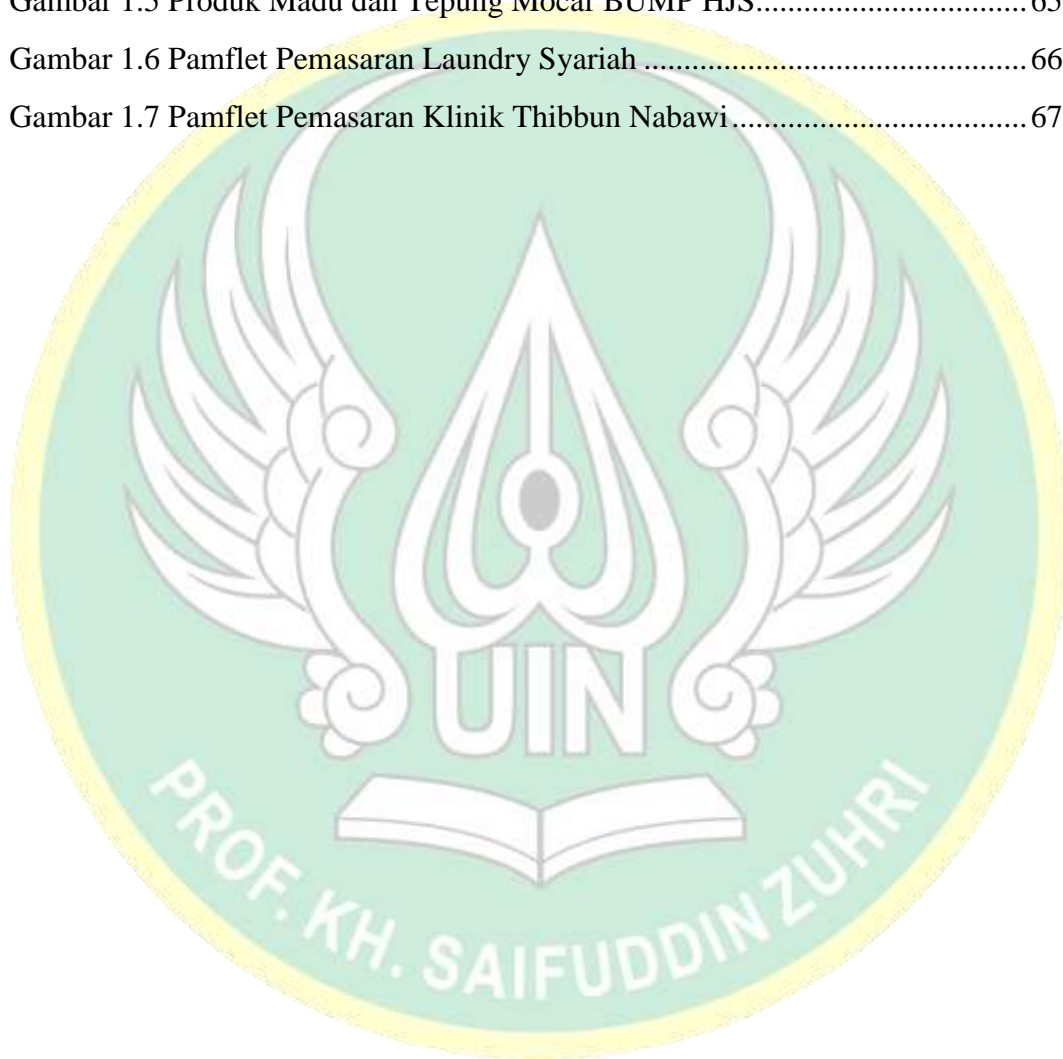 Gambar 1.5 Produk Madu dan Tepung Mocaf BUMP HJS............................... 65
Gambar 1.6 Pamflet Pemasaran Laundry Syariah ............................................ 66
Gambar 1.7 Pamflet Pemasaran Klinik Thibbun Nabawi.................................. 67
UIN
PROF. KH. SAIFUDDIN ZUHRI